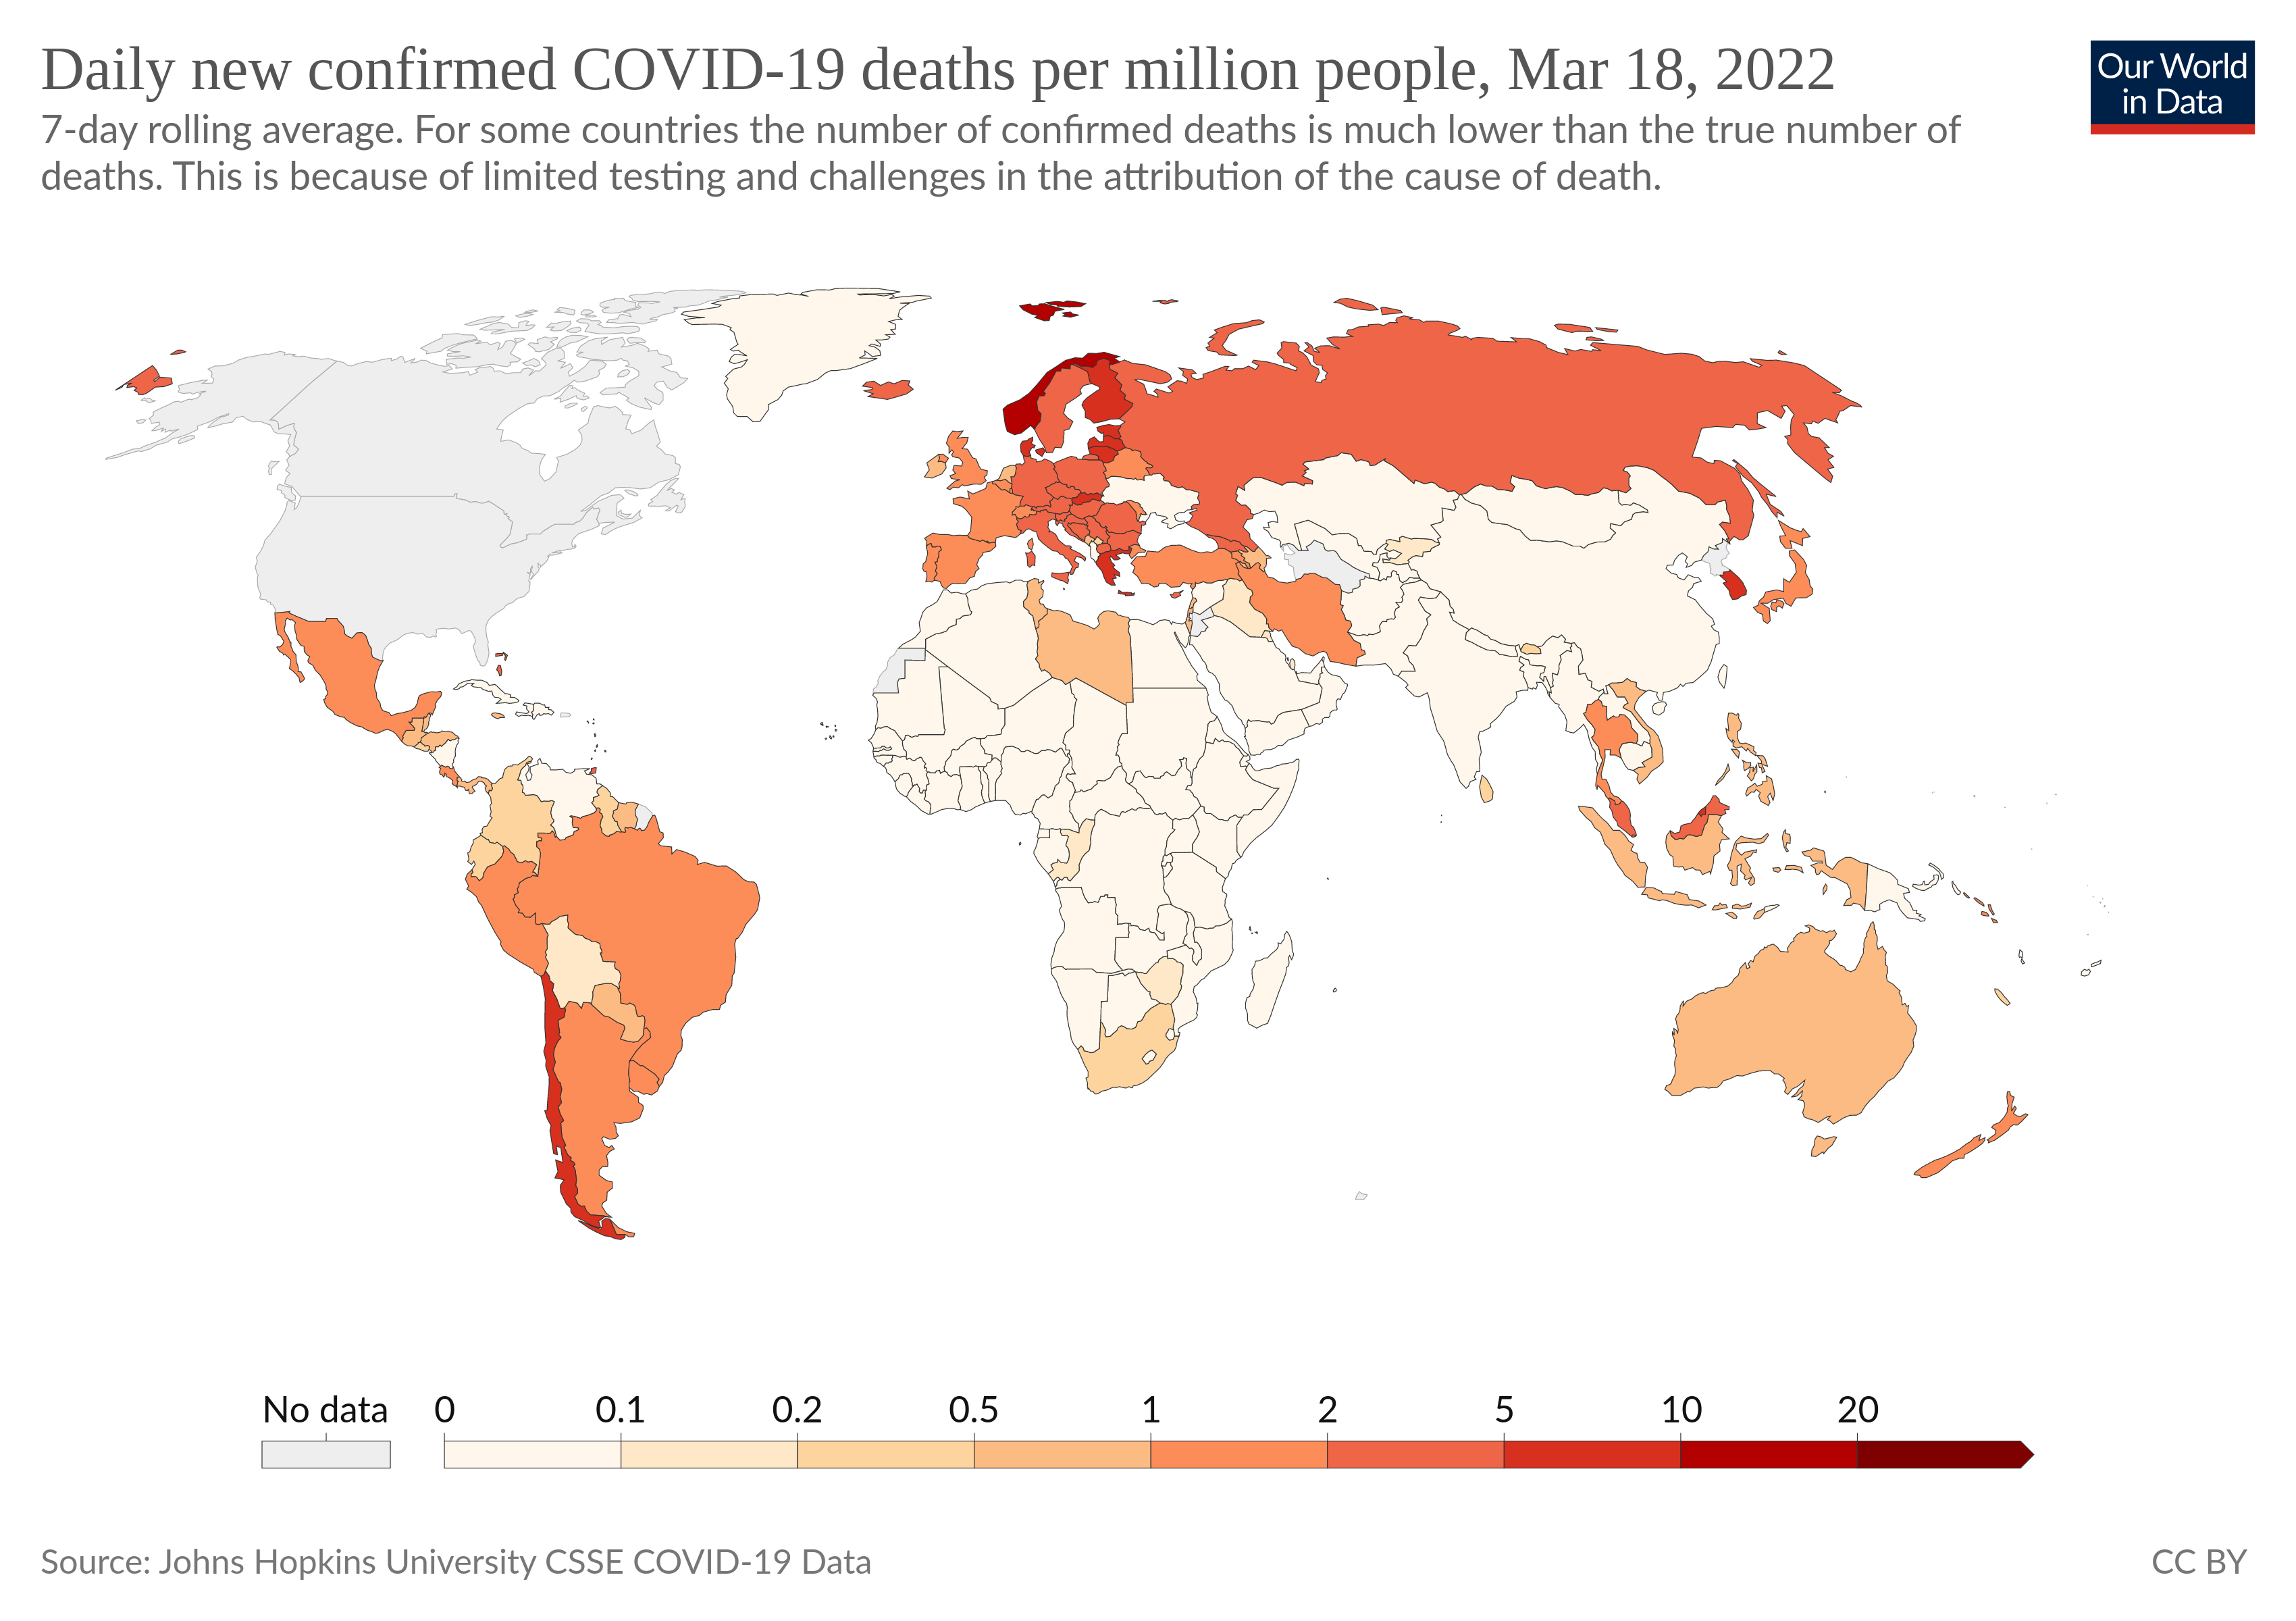 Daily new confirmed COVID-19 deaths per million people, Mar 18, 2022
Our World
in Data
7-day rolling average. For some countries the number of confirmed deaths is much lower than the true number of
deaths. This is because of limited testing and challenges in the attribution of the cause of death.
No data 0 0.1 0.2 0.5 1 2 5 10 20
Source: Johns Hopkins University CSSE COVID-19 Data
CC BY